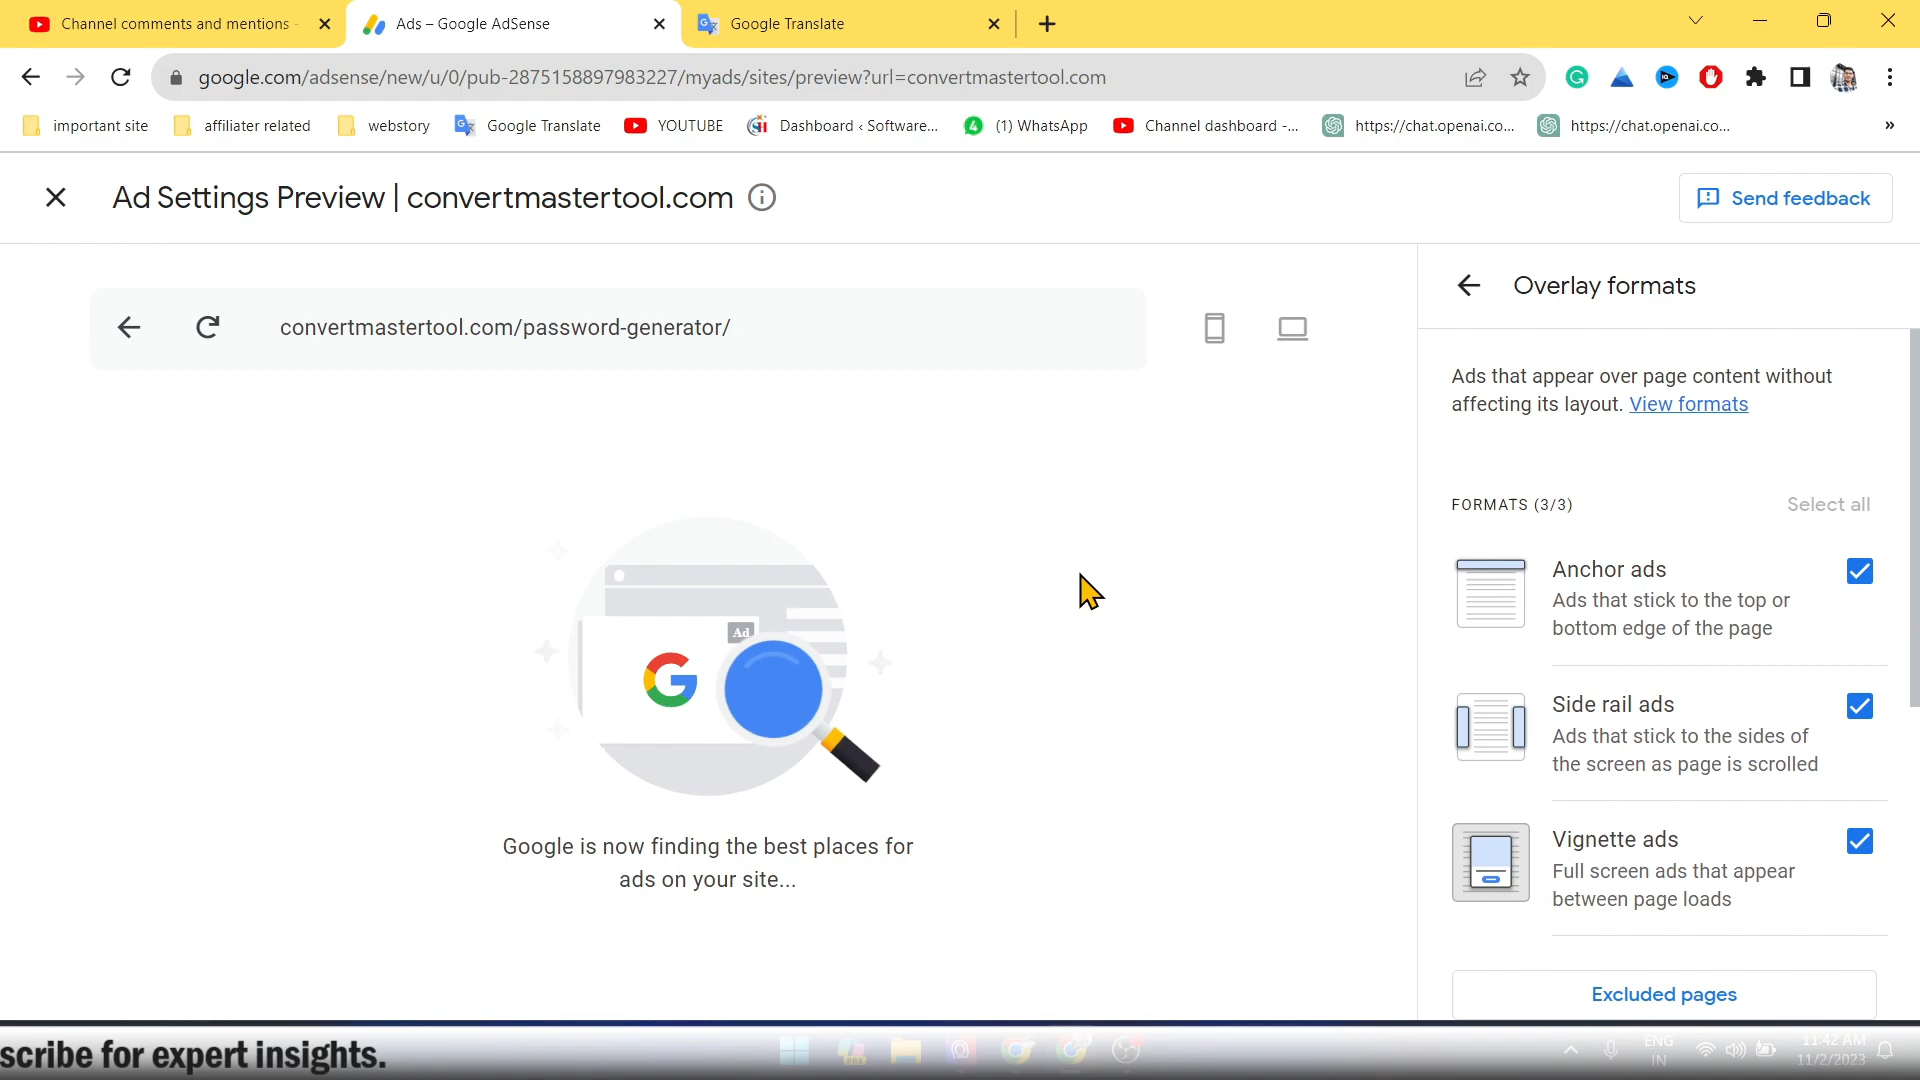 Channel comments and mentions -
Ads – Google AdSense
Google Translate
google.com/adsense/new/u/0/pub-2875158897983227/myads/sites/preview?url=convertmastertool.com
important site
affiliater related
webstory
Google Translate
YOUTUBE
Dashboard ‹ Software...
(1) WhatsApp
Channel dashboard -...
https://chat.openai.co...
https://chat.openai.co...
»
Ad Settings Preview | convertmastertool.com
Send feedback
convertmastertool.com/password-generator/
Overlay formats
Ads that appear over page content without
affecting its layout. View formats
FORMATS (3/3)
Select all
Anchor ads
Ads that stick to the top or
bottom edge of the page
Side rail ads
Ads that stick to the sides of
the screen as page is scrolled
Ad
Vignette ads
Full screen ads that appear
between page loads
Google is now finding the best places for
ads on your site...
Excluded pages
scribe for expert insights.
ENG
IN
11:42 AM
11/2/2023